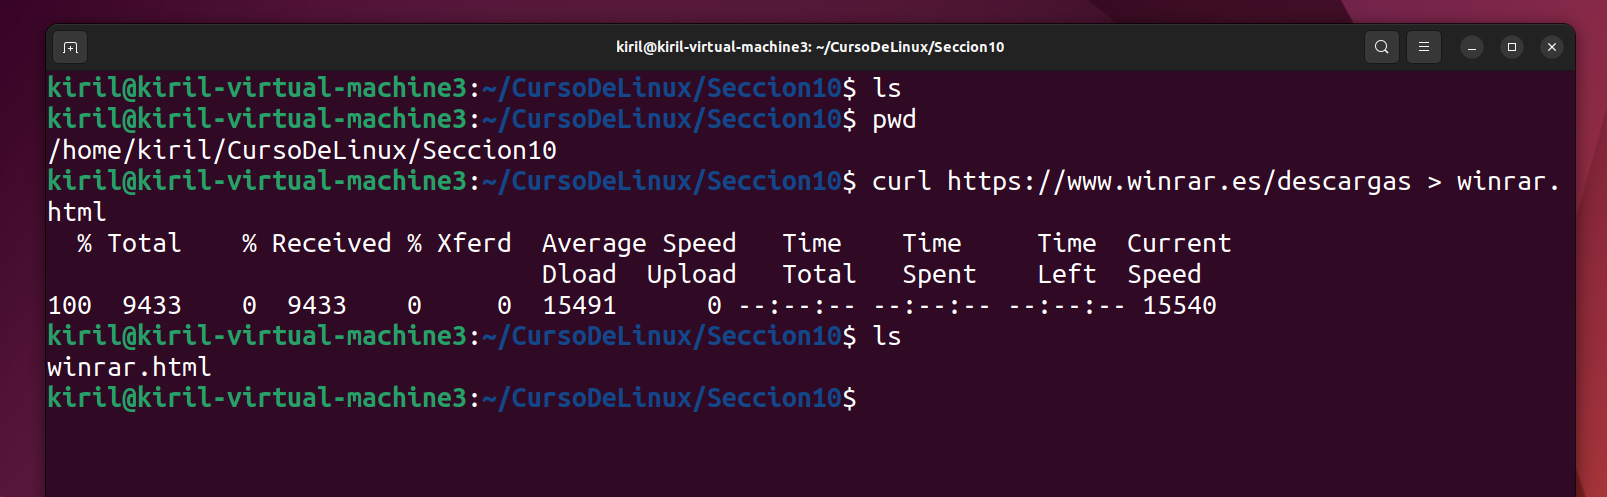 kiril@kiril-virtual-machine3: ~/CursoDeLinux/Seccion10
kiril@kiril-virtual-machine3:~/CursoDeLinux/Seccion10$ ls
kiril@kiril-virtual-machine3:~/CursoDeLinux/Seccion10$ pwd
/home/kiril/CursoDeLinux/Seccion10
kiril@kiril-virtual-machine3:~/CursoDeLinux/Seccion10$ curl https://www.winrar.es/descargas > winrar.
html
  % Total    % Received % Xferd  Average Speed   Time    Time     Time  Current
                                 Dload  Upload   Total   Spent    Left  Speed
100  9433    0  9433    0     0  15491      0 --:--:-- --:--:-- --:--:-- 15540
kiril@kiril-virtual-machine3:~/CursoDeLinux/Seccion10$ ls
winrar.html
kiril@kiril-virtual-machine3:~/CursoDeLinux/Seccion10$